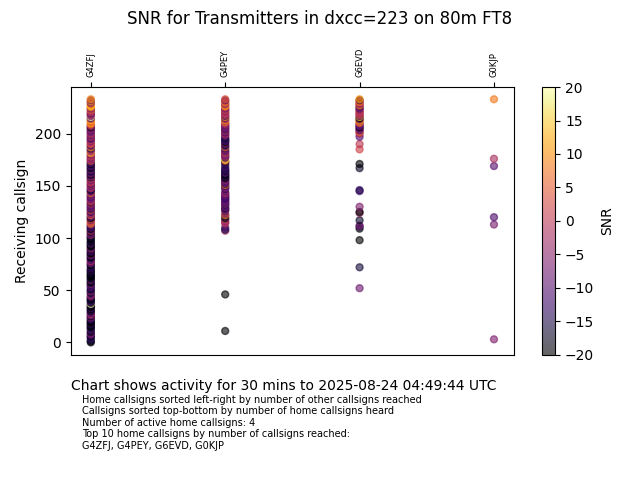 SNR for Transmitters in dxcc=223 on 80m FT8
G4ZFJ G4PEY G6EVD G0KJP
Receiving callsign
200
150
100
50
0
20
15
10
5
0
−5
−10
−15
−20
SNR
Chart shows activity for 30 mins to 2025-08-24 04:49:44 UTC
Home callsigns sorted left-right by number of other callsigns reached
Callsigns sorted top-bottom by number of home callsigns heard
Number of active home callsigns: 4
Top 10 home callsigns by number of callsigns reached:
G4ZFJ, G4PEY, G6EVD, G0KJP